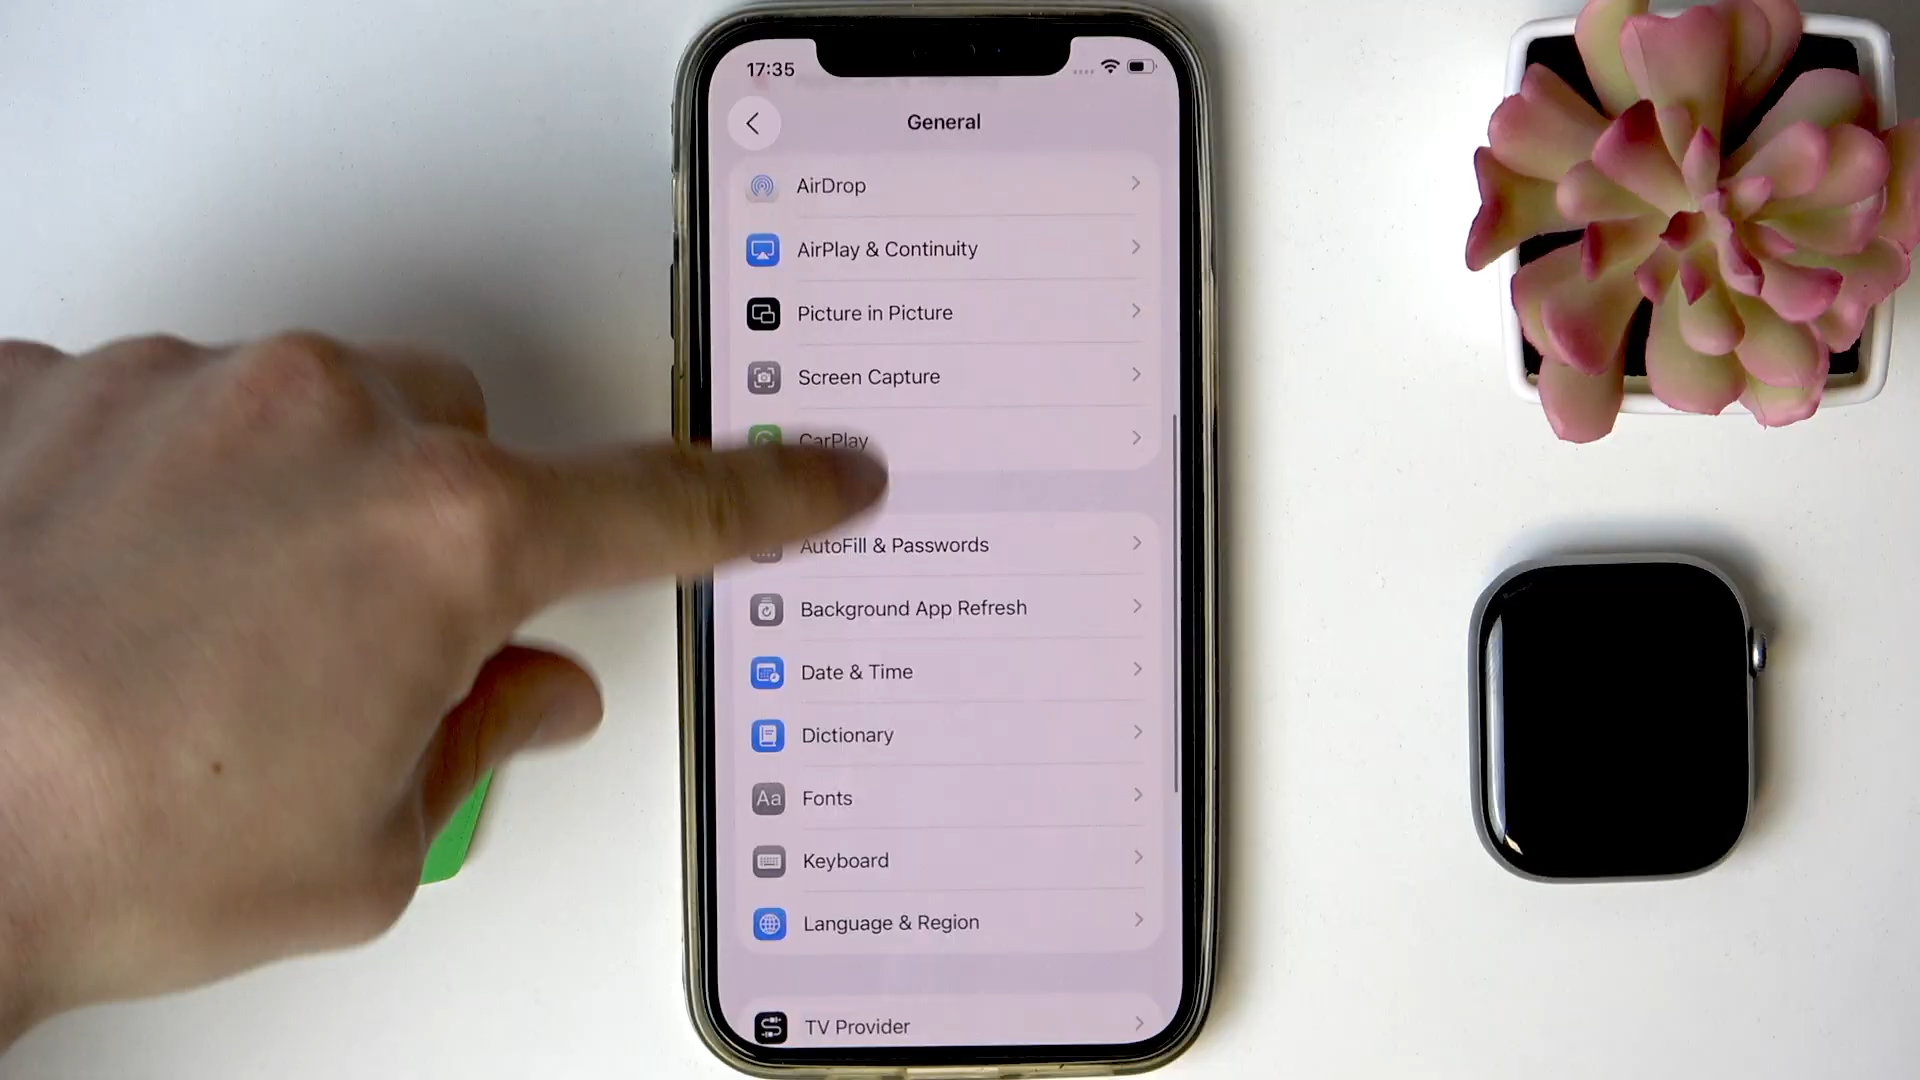 17:35
General
AirDrop
AirPlay & Continuity
Picture in Picture
Screen Capture
CarPlay
AutoFill & Passwords
Background App Refresh
Date & Time
Dictionary
Aa Fonts
Keyboard
Language & Region
TV Provider